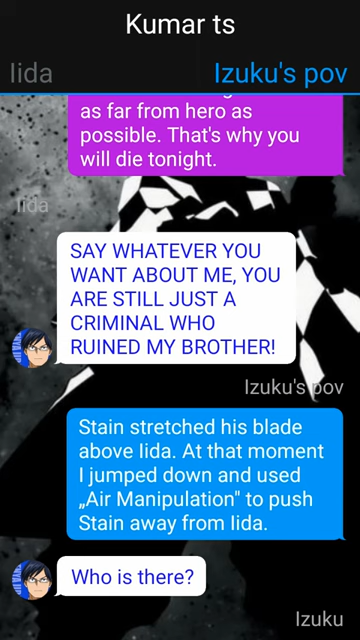 Kumar ts
Iida
Izuku's pov
as far from hero as
possible. That's why you
will die tonight.
Iida
SAY WHATEVER YOU
WANT ABOUT ME, YOU
ARE STILL JUST A
CRIMINAL WHO
RUINED MY BROTHER!
Izuku's pov
Stain stretched his blade
above Iida. At that moment
I jumped down and used
„Air Manipulation" to push
Stain away from Iida.
Who is there?
Izuku